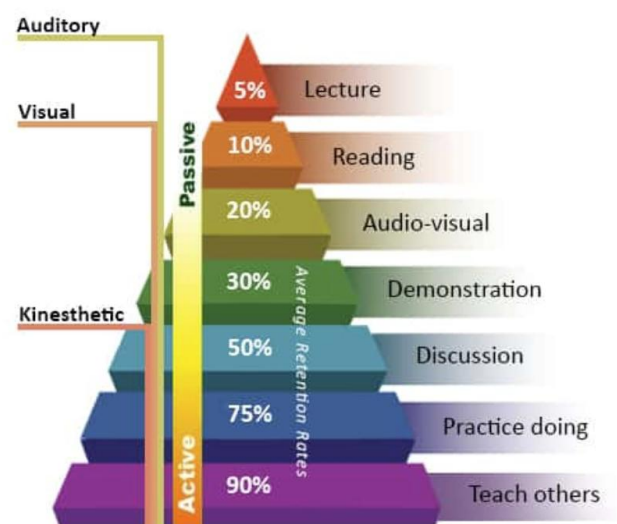 Auditory
5%
Lecture
Visual
Passive
10%
Reading
20%
Audio-visual
30%
Demonstration
Average Retention Rates
Kinesthetic
50%
Discussion
75%
Practice doing
Active
90%
Teach others